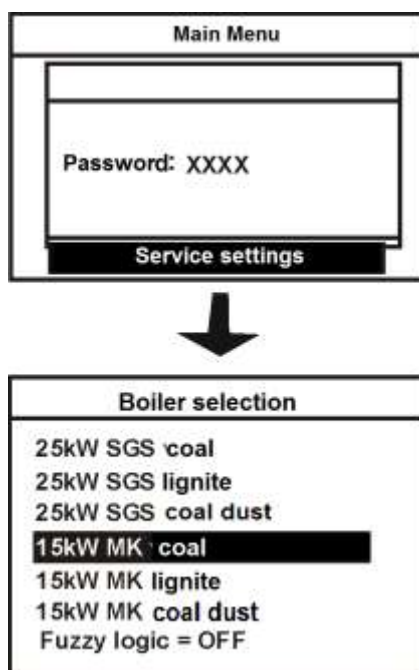 Main Menu
Password: XXXX
Service settings
Boiler selection
25kW SGS coal
25kW SGS lignite
25kW SGS coal dust
15kW MK coal
15kW MK lignite
15kW MK coal dust
Fuzzy logic = OFF